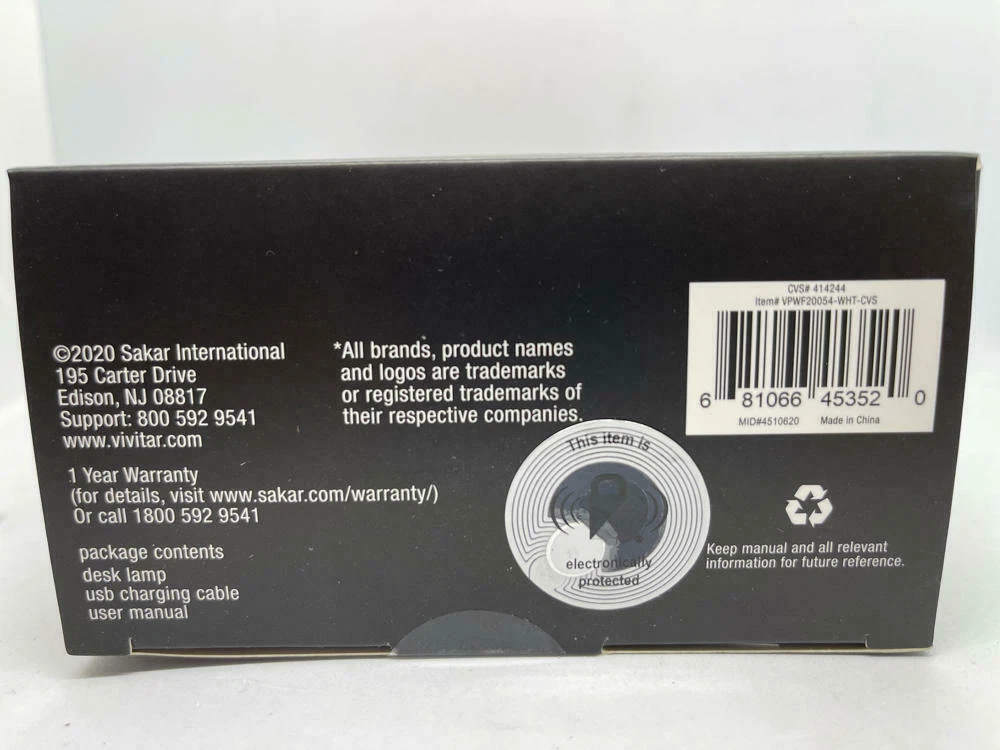 ©2020 Sakar International
195 Carter Drive
Edison, NJ 08817
Support: 800 592 9541
www.vivitar.com
1 Year Warranty
(for details, visit www.sakar.com/warranty/)
Or call 1800 592 9541
package contents
desk lamp
usb charging cable
user manual
*All brands, product names
and logos are trademarks
or registered trademarks of
their respective companies.
This item is
electronically
protected
CVS# 414244
Item# VPWF20054-WHT-CVS
6 81066 45352 0
MID#4510620 Made in China
Keep manual and all relevant
information for future reference.